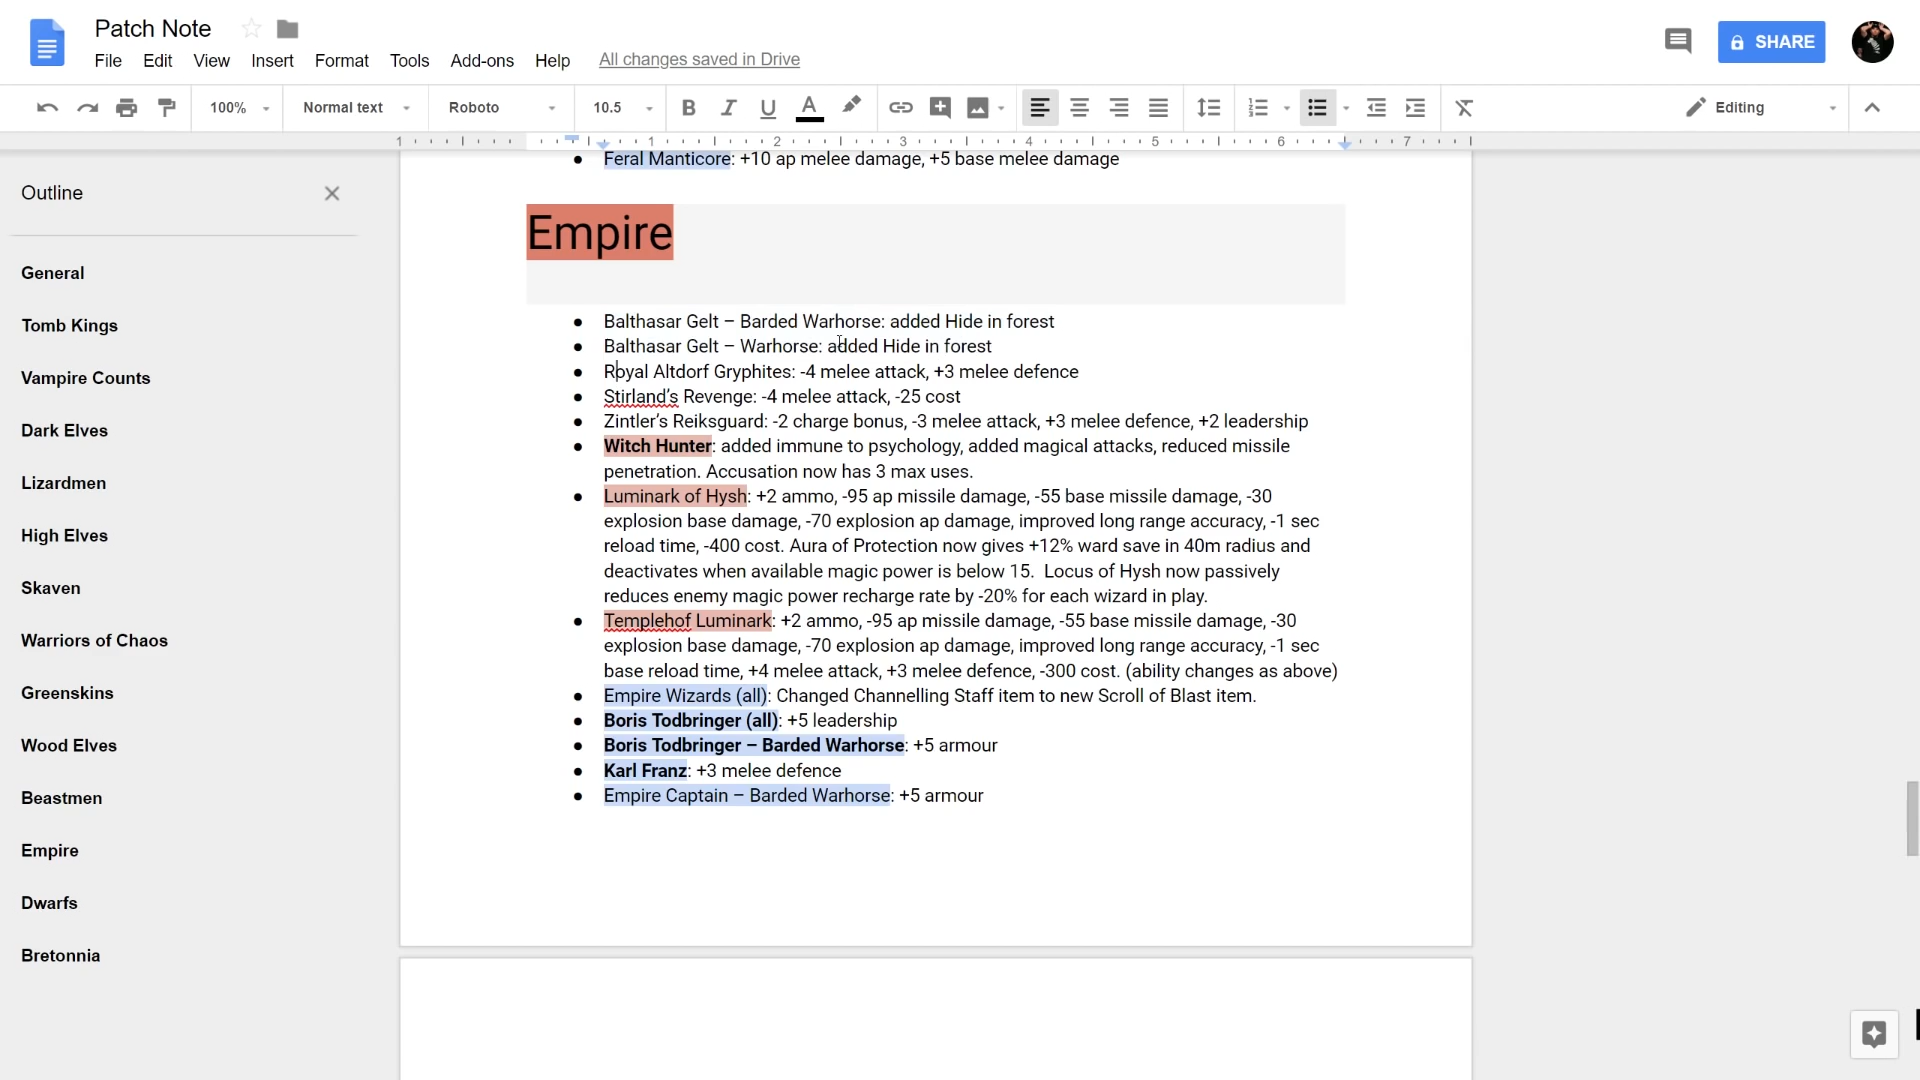 Patch Note
File Edit View Insert Format Tools Add-ons Help All changes saved in Drive
SHARE
100% Normal text Roboto 10.5 B I U A Editing
1 1 2 3 4 5 6 7
Outline
General
Tomb Kings
Vampire Counts
Dark Elves
Lizardmen
High Elves
Skaven
Warriors of Chaos
Greenskins
Wood Elves
Beastmen
Empire
Dwarfs
Bretonnia
● Feral Manticore: +10 ap melee damage, +5 base melee damage
Empire
● Balthasar Gelt – Barded Warhorse: added Hide in forest
● Balthasar Gelt – Warhorse: added Hide in forest
● Royal Altdorf Gryphites: -4 melee attack, +3 melee defence
● Stirland’s Revenge: -4 melee attack, -25 cost
● Zintler’s Reiksguard: -2 charge bonus, -3 melee attack, +3 melee defence, +2 leadership
● Witch Hunter: added immune to psychology, added magical attacks, reduced missile
penetration. Accusation now has 3 max uses.
● Luminark of Hysh: +2 ammo, -95 ap missile damage, -55 base missile damage, -30
explosion base damage, -70 explosion ap damage, improved long range accuracy, -1 sec
reload time, -400 cost. Aura of Protection now gives +12% ward save in 40m radius and
deactivates when available magic power is below 15.  Locus of Hysh now passively
reduces enemy magic power recharge rate by -20% for each wizard in play.
● Templehof Luminark: +2 ammo, -95 ap missile damage, -55 base missile damage, -30
explosion base damage, -70 explosion ap damage, improved long range accuracy, -1 sec
base reload time, +4 melee attack, +3 melee defence, -300 cost. (ability changes as above)
● Empire Wizards (all): Changed Channelling Staff item to new Scroll of Blast item.
● Boris Todbringer (all): +5 leadership
● Boris Todbringer – Barded Warhorse: +5 armour
● Karl Franz: +3 melee defence
● Empire Captain – Barded Warhorse: +5 armour